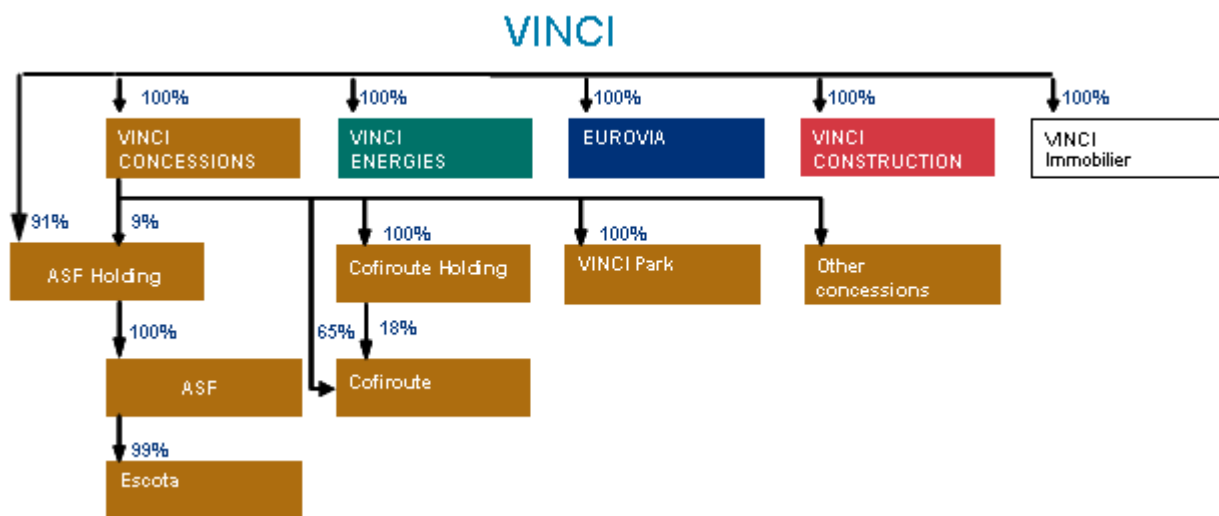 VINCI
100%
100%
100%
100%
100%
VINCI
CONCESSIONS
VINCI
ENERGIES
EUROVIA
VINCI
CONSTRUCTION
VINCI
Immobilier
91%
9%
100%
100%
ASF Holding
Cofiroute Holding
VINCI Park
Other
concessions
100%
65%
18%
ASF
Cofiroute
99%
Escota